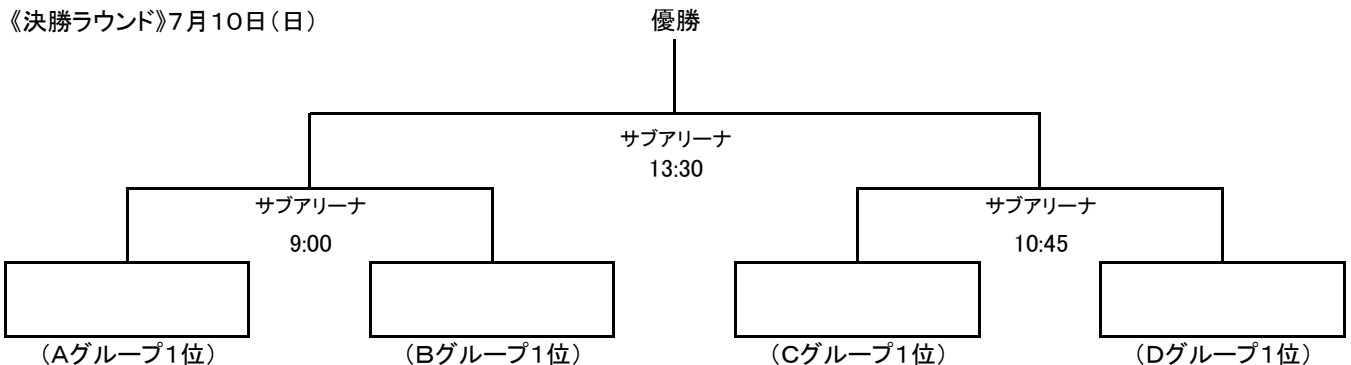 《決勝ラウンド》７月１０日（日）
優勝
サブアリーナ
13:30
サブアリーナ
サブアリーナ
9:00
10:45
（Ａグループ１位）
（Ｂグループ１位）
（Ｃグループ１位）
（Ｄグループ１位）